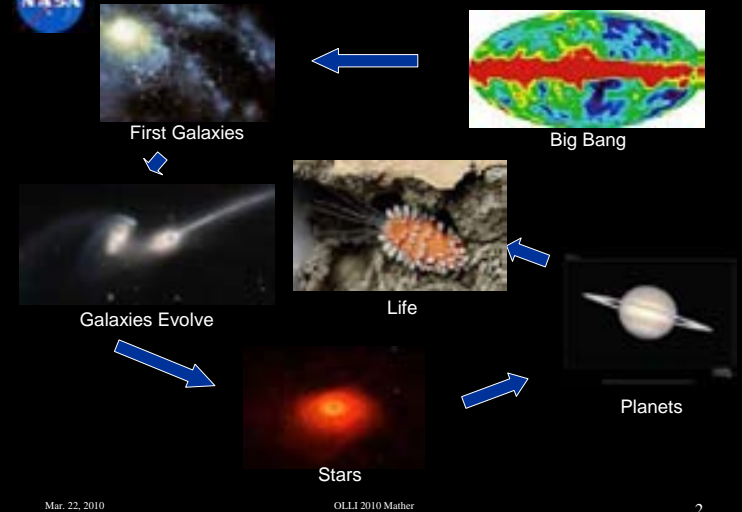 NASA
First Galaxies
Big Bang
Galaxies Evolve
Life
Planets
Stars
Mar. 22, 2010
OLLI 2010 Mather
2